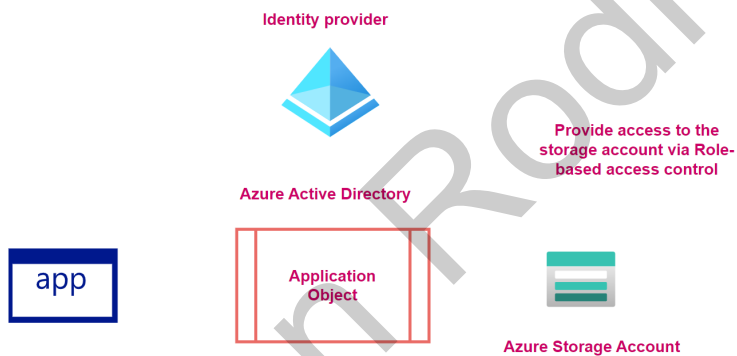 Identity provider
Provide access to the
storage account via Role-
based access control
Azure Active Directory
app
Application
Object
Azure Storage Account